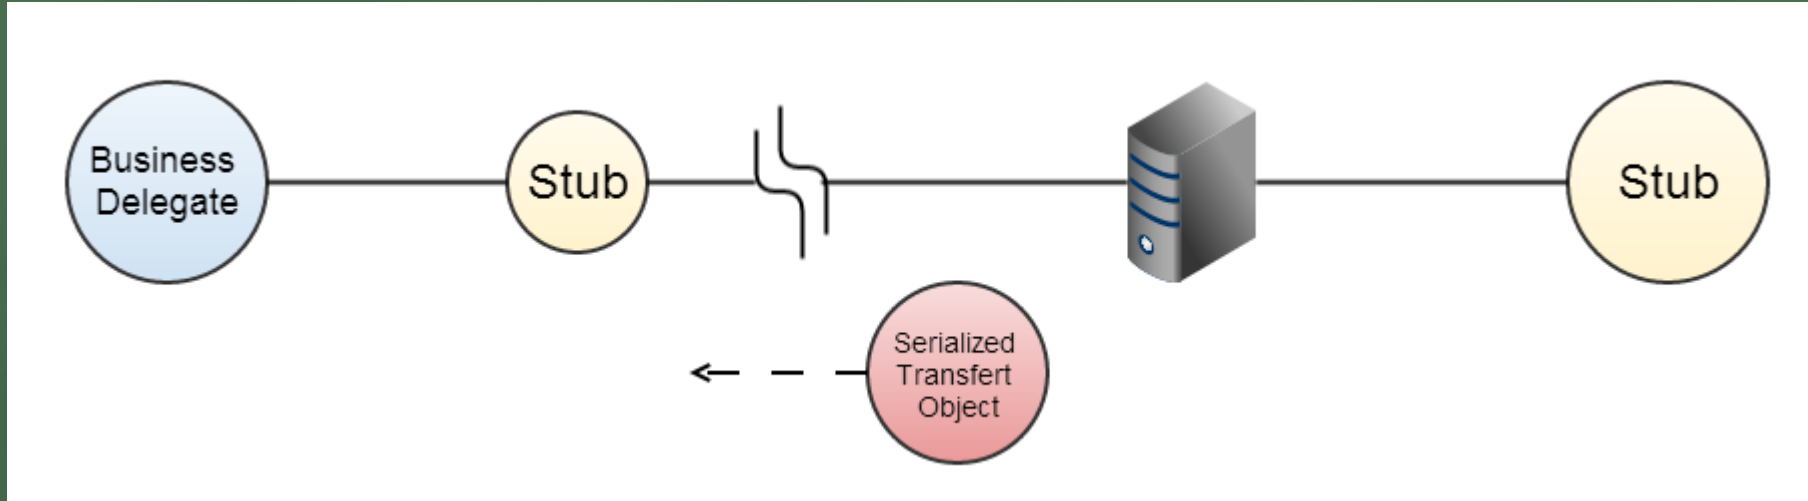 Business
Delegate
Stub
Stub
Serialized
Transfert
Object